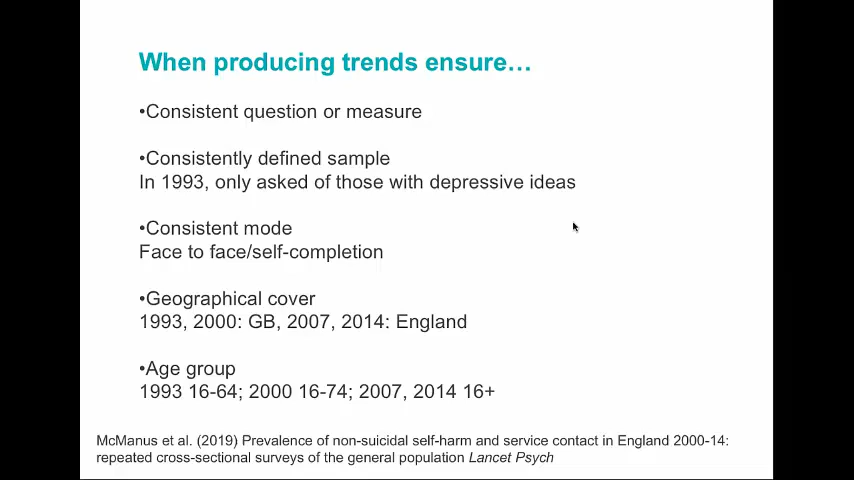 When producing trends ensure…
•Consistent question or measure
•Consistently defined sample
In 1993, only asked of those with depressive ideas
•Consistent mode
Face to face/self-completion
•Geographical cover
1993, 2000: GB, 2007, 2014: England
•Age group
1993 16-64; 2000 16-74; 2007, 2014 16+
McManus et al. (2019) Prevalence of non-suicidal self-harm and service contact in England 2000-14:
repeated cross-sectional surveys of the general population Lancet Psych